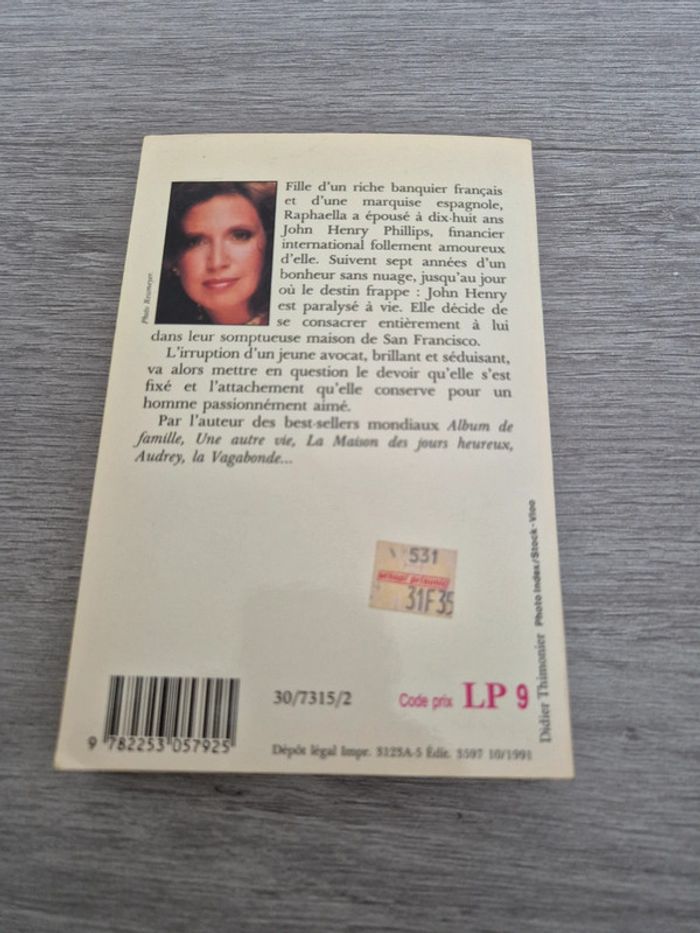 Fille d'un riche banquier français
et d'une marquise espagnole,
Raphaella a épousé à dix-huit ans
John Henry Phillips, financier
international follement amoureux
d'elle. Suivent sept années d'un
bonheur sans nuage, jusqu'au jour
où le destin frappe : John Henry
est paralysé à vie. Elle décide de
se consacrer entièrement à lui
dans leur somptueuse maison de San Francisco.
L'irruption d'un jeune avocat, brillant et séduisant,
va alors mettre en question le devoir qu'elle s'est
fixé et l'attachement qu'elle conserve pour un
homme passionnément aimé.
Par l'auteur des best-sellers mondiaux Album de
famille, Une autre vie, La Maison des jours heureux,
Audrey, la Vagabonde...
Photo
531
31F35
Didier Thimonier Photo Index/Stock-Vloo
30/7315/2
Code prix LP 9
9 782253 057925
Dépôt légal Impr. 3123A-5 Édit. 3597 10/1991